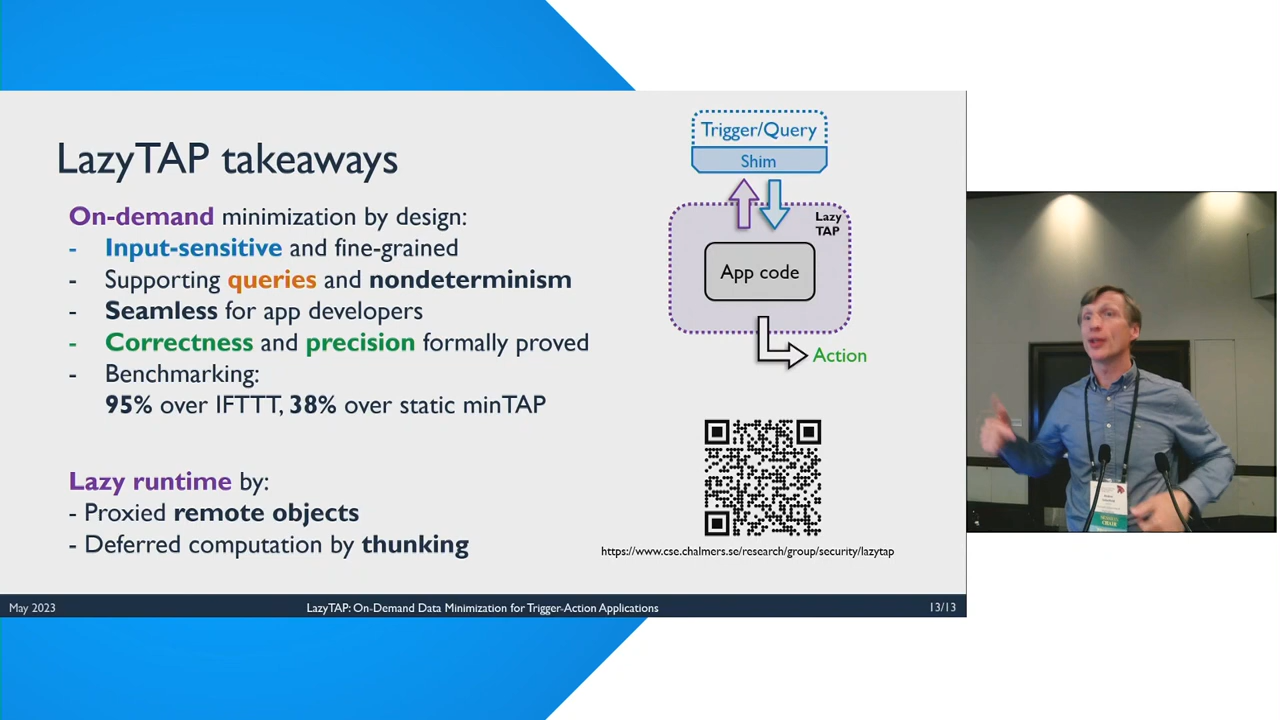 LazyTAP takeaways
On-demand minimization by design:
- Input-sensitive and fine-grained
- Supporting queries and nondeterminism
- Seamless for app developers
- Correctness and precision formally proved
- Benchmarking:
95% over IFTTT, 38% over static minTAP
Lazy runtime by:
- Proxied remote objects
- Deferred computation by thunking
Trigger/Query
Shim
Lazy
TAP
App code
Action
https://www.cse.chalmers.se/research/group/security/lazytap
May 2023
LazyTAP: On-Demand Data Minimization for Trigger-Action Applications
13/13
CHAIR